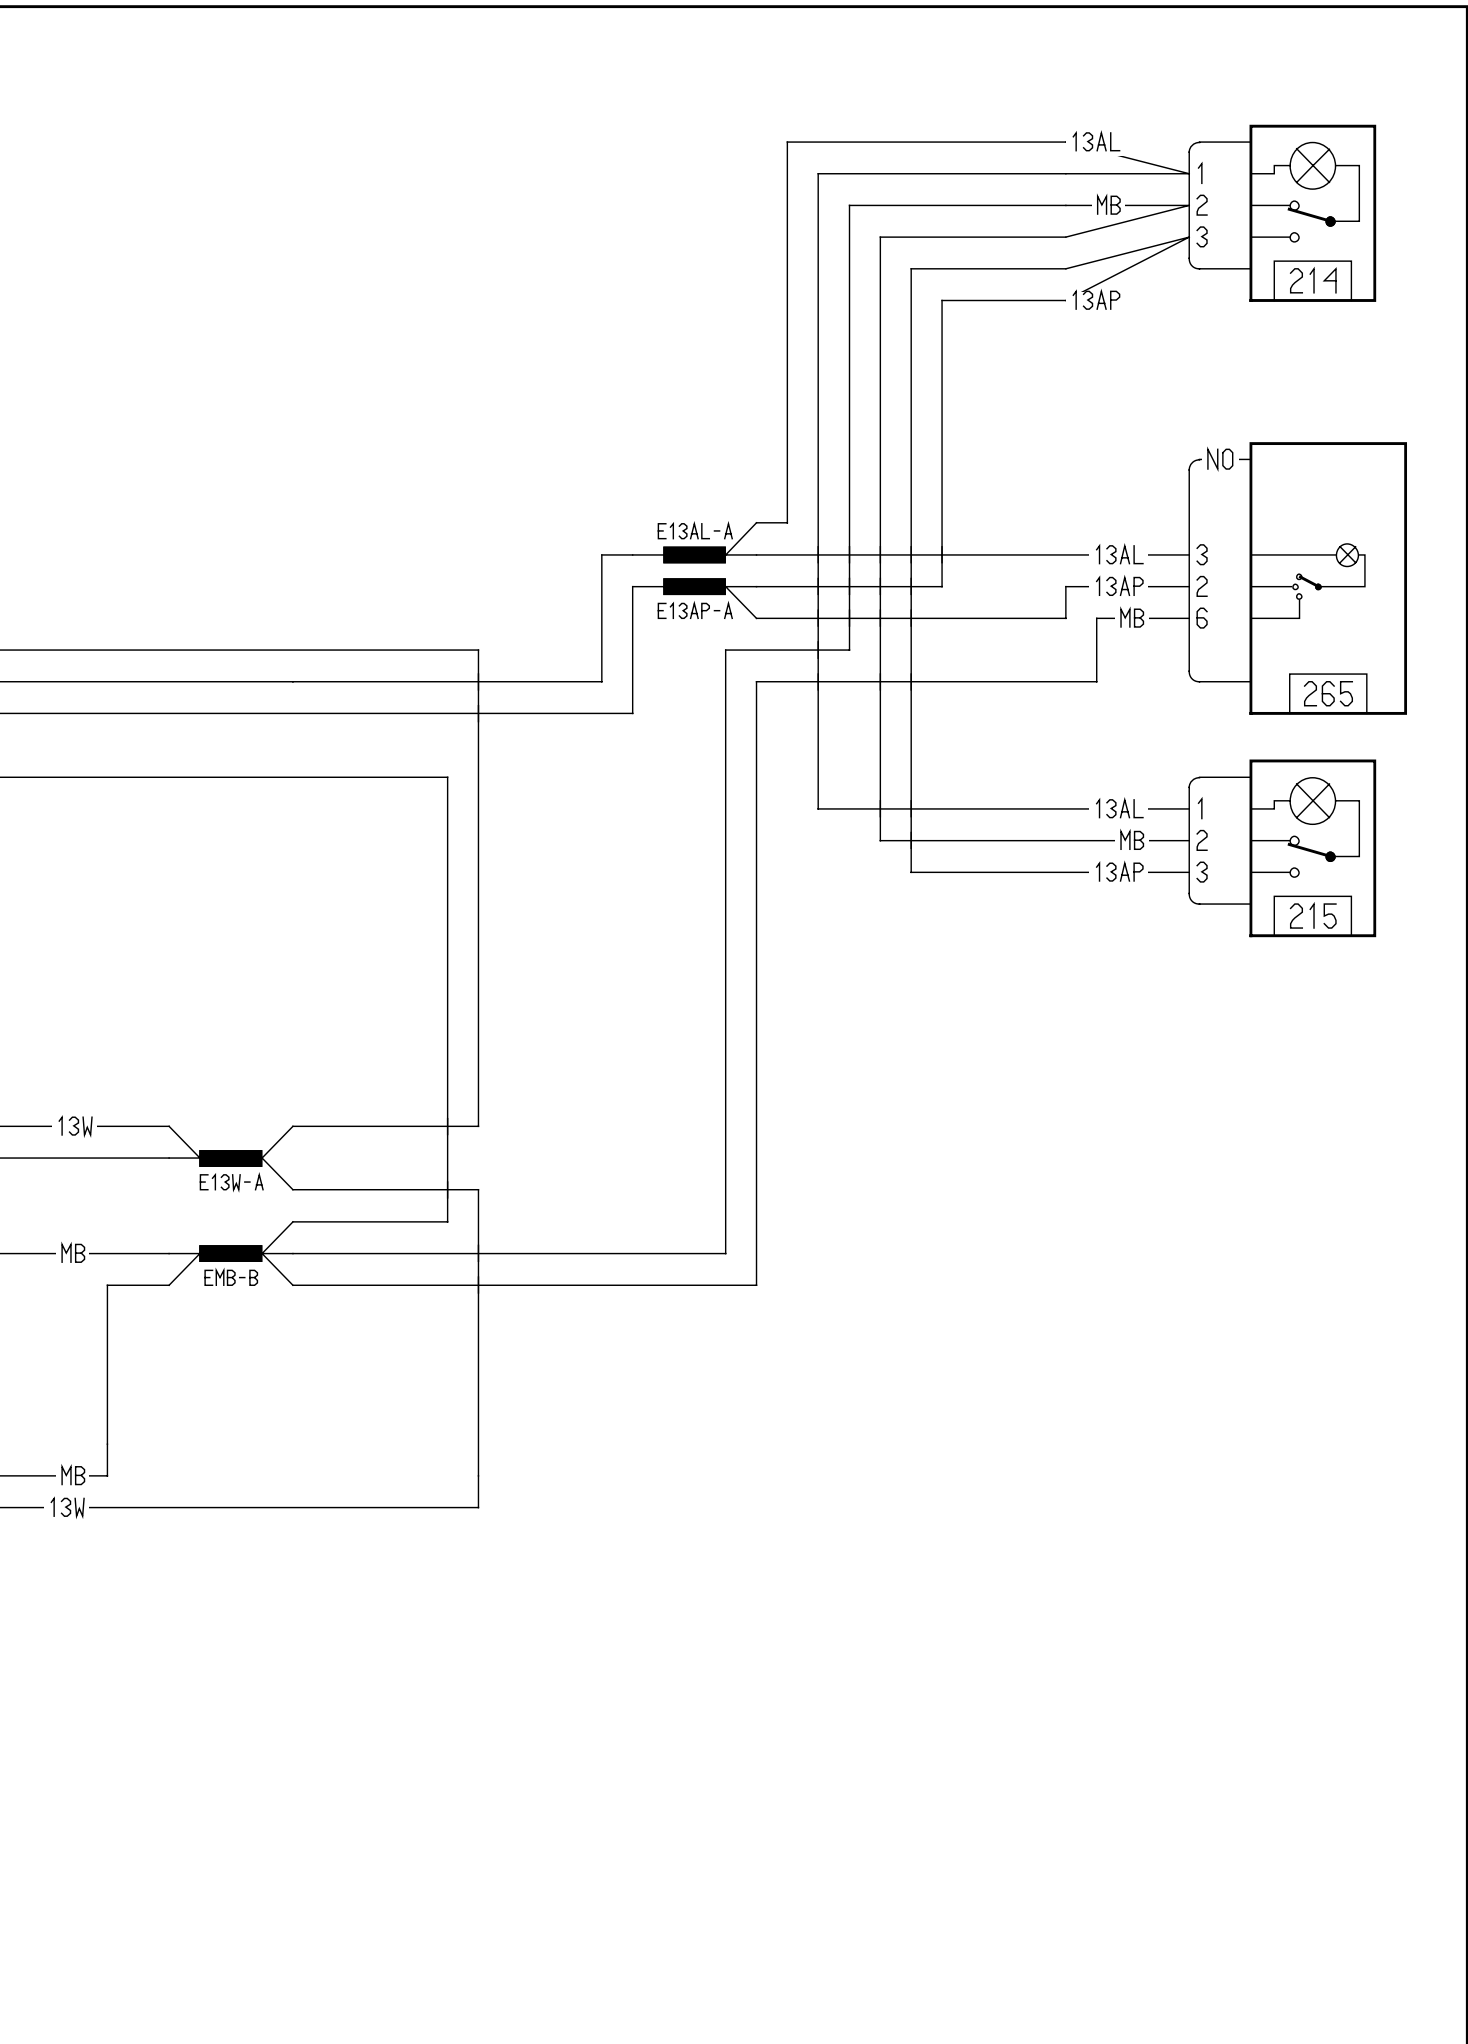 13AL
1
MB 2
3
214
13AP
NO
E13AL-A
13AL 3
13AP 2
E13AP-A
MB 6
265
13AL 1
MB 2
13AP 3
215
13W
E13W-A
MB
EMB-B
MB
13W